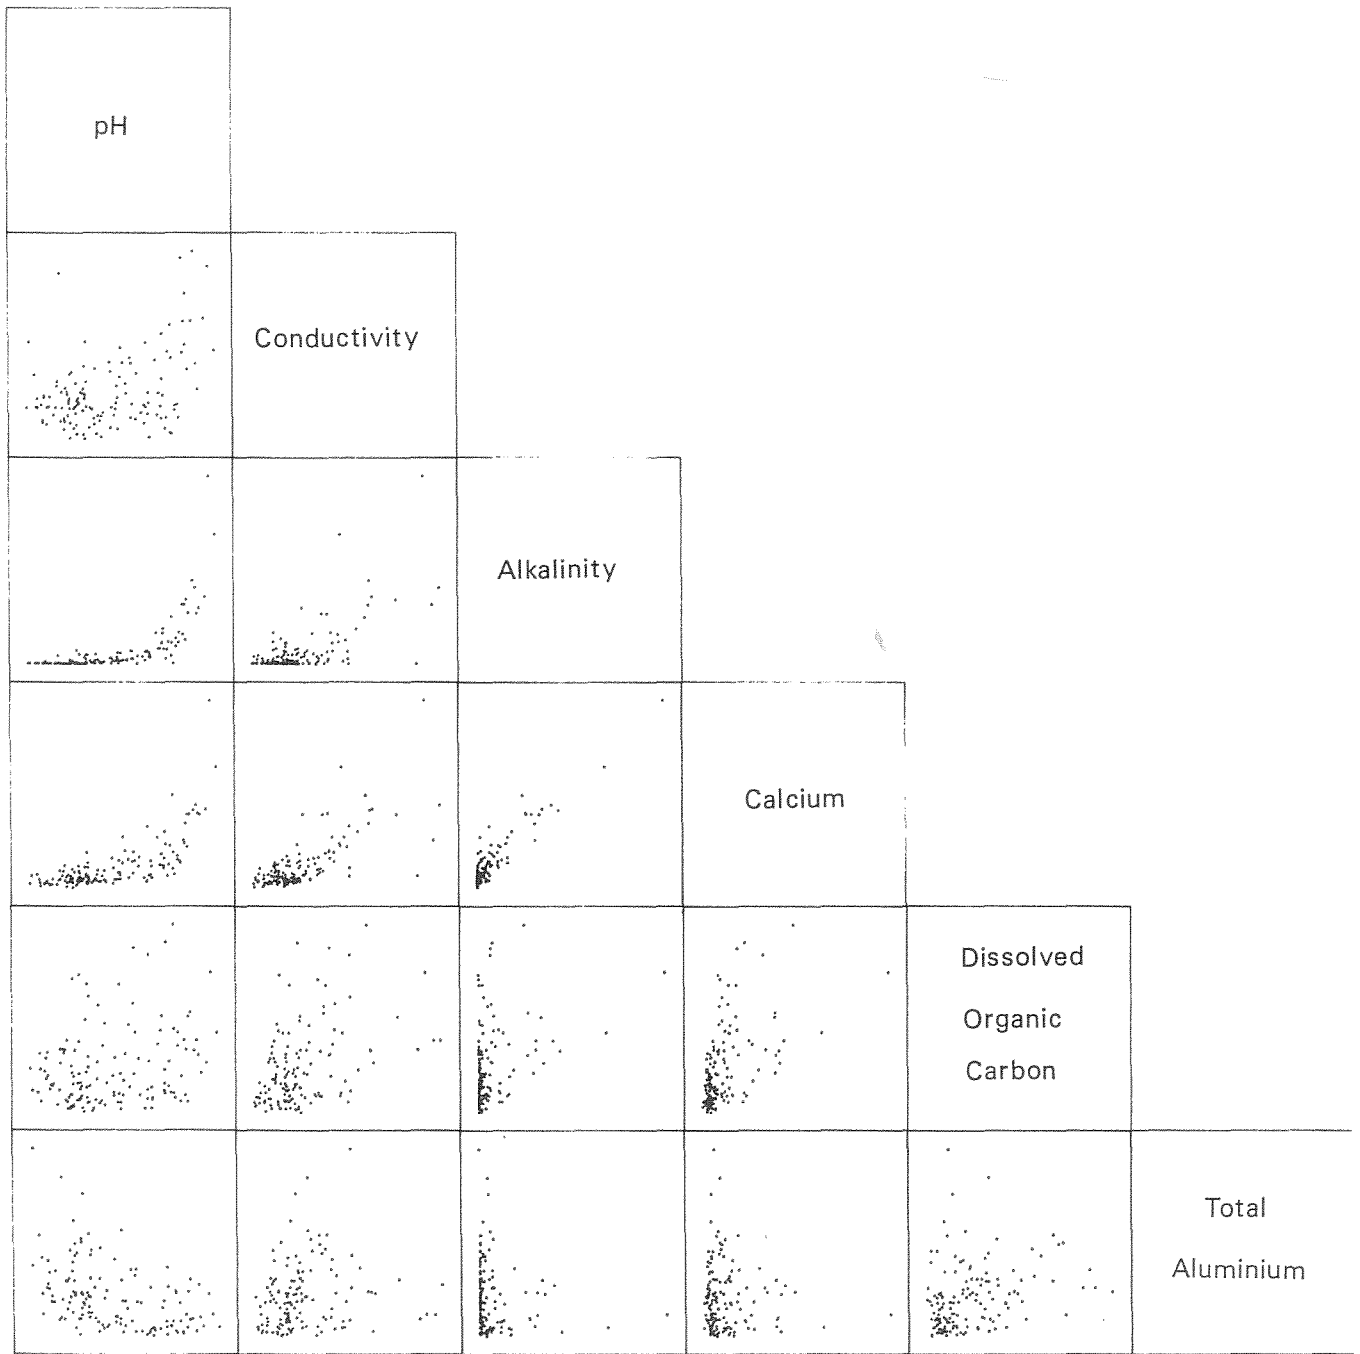 pH
Conductivity
Alkalinity
Calcium
Dissolved
Organic
Carbon
Total
Aluminium